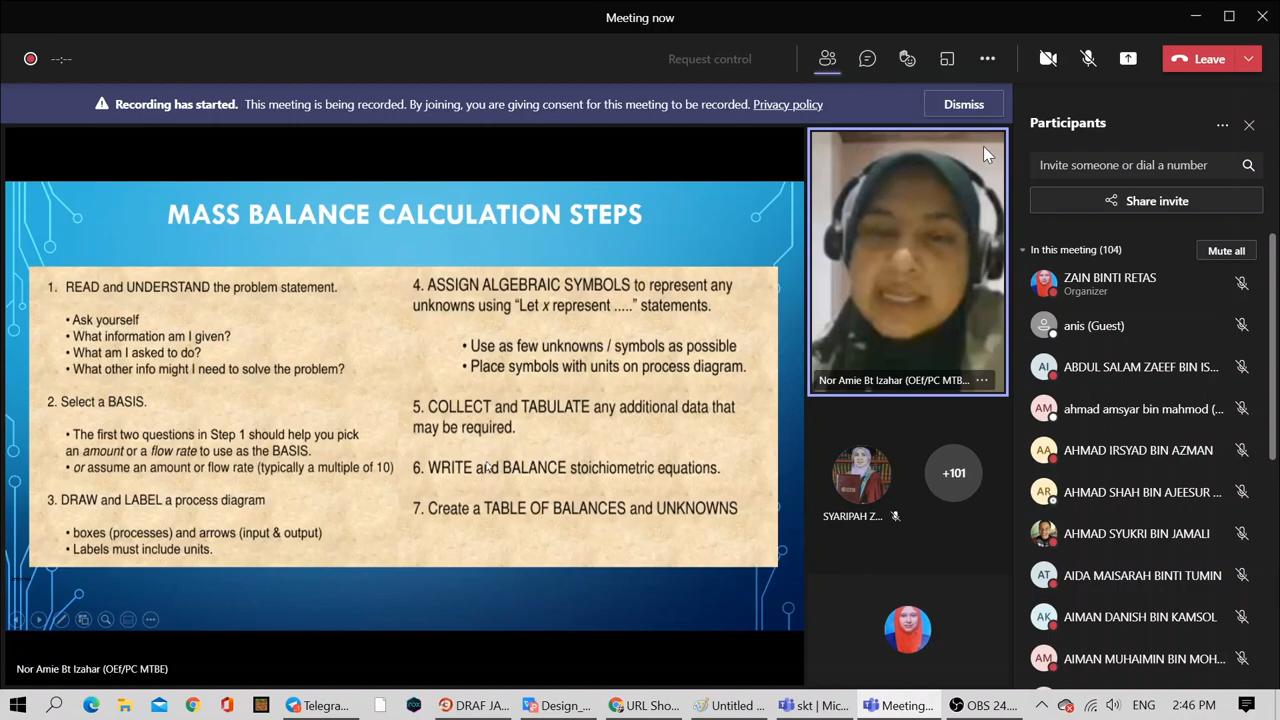 Meeting now
--:--
Request control
Leave
Recording has started. This meeting is being recorded. By joining, you are giving consent for this meeting to be recorded. Privacy policy
Dismiss
MASS BALANCE CALCULATION STEPS
1. READ and UNDERSTAND the problem statement.
• Ask yourself
• What information am I given?
• What am I asked to do?
• What other info might I need to solve the problem?
2. Select a BASIS.
• The first two questions in Step 1 should help you pick
an amount or a flow rate to use as the BASIS.
• or assume an amount or flow rate (typically a multiple of 10)
3. DRAW and LABEL a process diagram
• boxes (processes) and arrows (input & output)
• Labels must include units.
4. ASSIGN ALGEBRAIC SYMBOLS to represent any
unknowns using “Let x represent .....” statements.
• Use as few unknowns / symbols as possible
• Place symbols with units on process diagram.
5. COLLECT and TABULATE any additional data that
may be required.
6. WRITE and BALANCE stoichiometric equations.
7. Create a TABLE OF BALANCES and UNKNOWNS
Nor Amie Bt Izahar (OEf/PC MTBE)
Nor Amie Bt Izahar (OEf/PC MTB...
SYARIPAH Z...
+101
Participants
Invite someone or dial a number
Share invite
In this meeting (104)
Mute all
ZAIN BINTI RETAS
Organizer
anis (Guest)
AI
ABDUL SALAM ZAEEF BIN IS...
AM
ahmad amsyar bin mahmod (...
AA
AHMAD IRSYAD BIN AZMAN
AR
AHMAD SHAH BIN AJEESUR ...
AHMAD SYUKRI BIN JAMALI
AT
AIDA MAISARAH BINTI TUMIN
AK
AIMAN DANISH BIN KAMSOL
AM
AIMAN MUHAIMIN BIN MOH...
Telegra...
DRAF JA...
Design_...
URL Sho...
Untitled ...
skt | Mic...
Meeting...
OBS 24...
ENG
2:46 PM